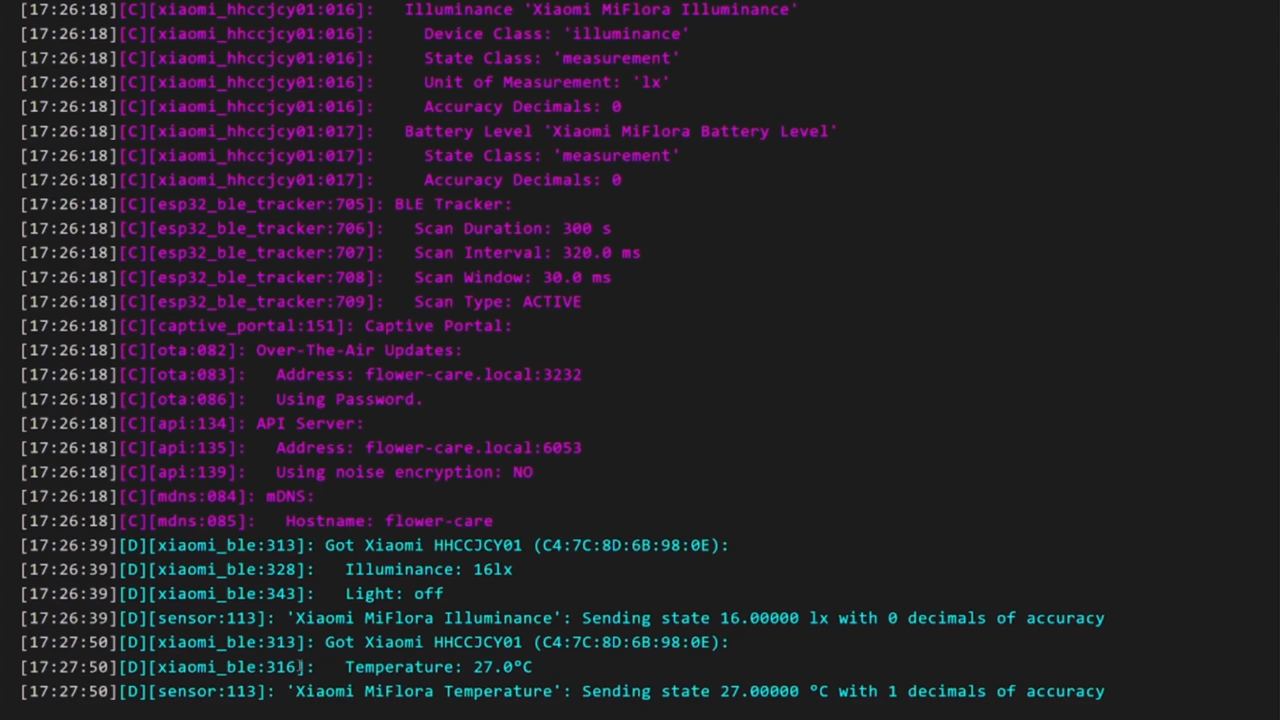 [17:26:18][C][xiaomi_hhccjcy01:016]:   Illuminance 'Xiaomi MiFlora Illuminance'
[17:26:18][C][xiaomi_hhccjcy01:016]:     Device Class: 'illuminance'
[17:26:18][C][xiaomi_hhccjcy01:016]:     State Class: 'measurement'
[17:26:18][C][xiaomi_hhccjcy01:016]:     Unit of Measurement: 'lx'
[17:26:18][C][xiaomi_hhccjcy01:016]:     Accuracy Decimals: 0
[17:26:18][C][xiaomi_hhccjcy01:017]:   Battery Level 'Xiaomi MiFlora Battery Level'
[17:26:18][C][xiaomi_hhccjcy01:017]:     State Class: 'measurement'
[17:26:18][C][xiaomi_hhccjcy01:017]:     Accuracy Decimals: 0
[17:26:18][C][esp32_ble_tracker:705]: BLE Tracker:
[17:26:18][C][esp32_ble_tracker:706]:   Scan Duration: 300 s
[17:26:18][C][esp32_ble_tracker:707]:   Scan Interval: 320.0 ms
[17:26:18][C][esp32_ble_tracker:708]:   Scan Window: 30.0 ms
[17:26:18][C][esp32_ble_tracker:709]:   Scan Type: ACTIVE
[17:26:18][C][captive_portal:151]: Captive Portal:
[17:26:18][C][ota:082]: Over-The-Air Updates:
[17:26:18][C][ota:083]:   Address: flower-care.local:3232
[17:26:18][C][ota:086]:   Using Password.
[17:26:18][C][api:134]: API Server:
[17:26:18][C][api:135]:   Address: flower-care.local:6053
[17:26:18][C][api:139]:   Using noise encryption: NO
[17:26:18][C][mdns:084]: mDNS:
[17:26:18][C][mdns:085]:   Hostname: flower-care
[17:26:39][D][xiaomi_ble:313]: Got Xiaomi HHCCJCY01 (C4:7C:8D:6B:98:0E):
[17:26:39][D][xiaomi_ble:328]:   Illuminance: 16lx
[17:26:39][D][xiaomi_ble:343]:   Light: off
[17:26:39][D][sensor:113]: 'Xiaomi MiFlora Illuminance': Sending state 16.00000 lx with 0 decimals of accuracy
[17:27:50][D][xiaomi_ble:313]: Got Xiaomi HHCCJCY01 (C4:7C:8D:6B:98:0E):
[17:27:50][D][xiaomi_ble:316]:   Temperature: 27.0°C
[17:27:50][D][sensor:113]: 'Xiaomi MiFlora Temperature': Sending state 27.00000 °C with 1 decimals of accuracy